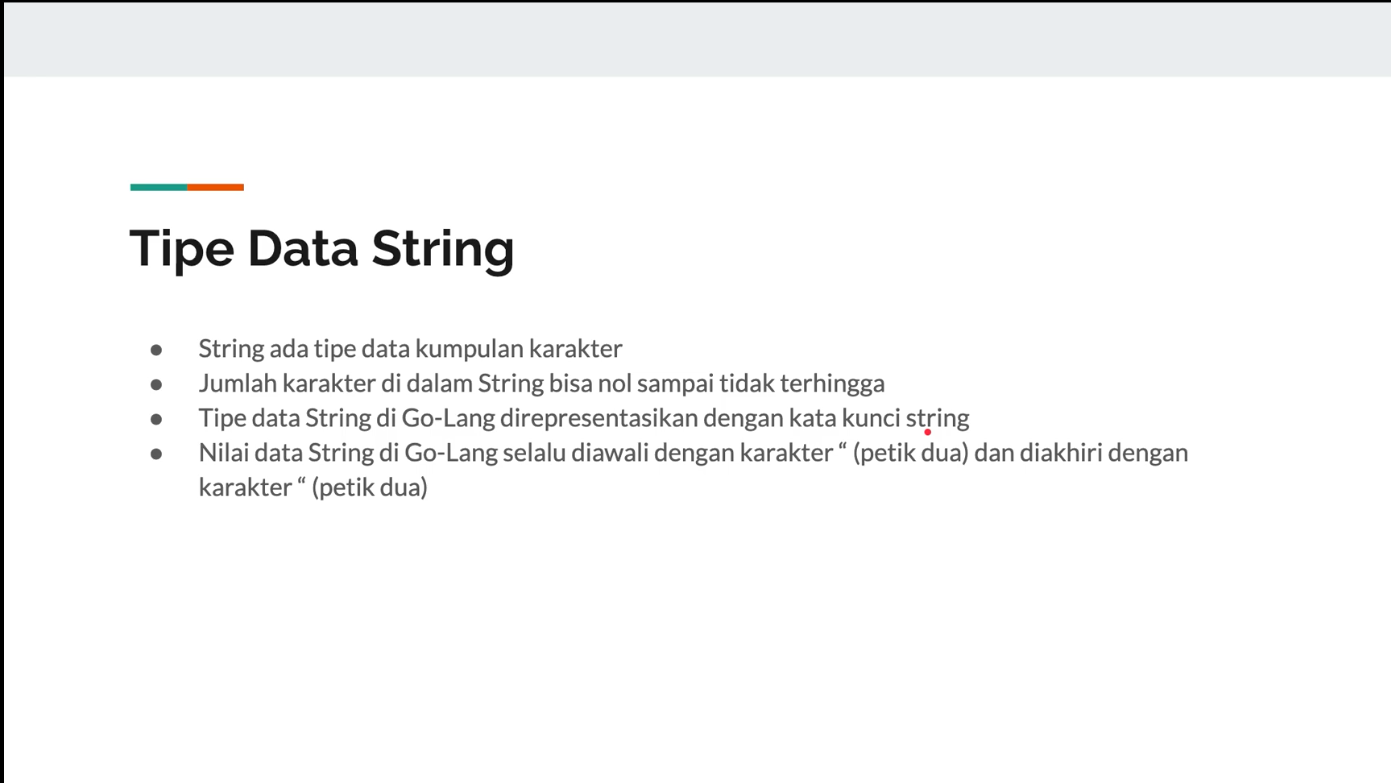 Tipe Data String
● String ada tipe data kumpulan karakter
● Jumlah karakter di dalam String bisa nol sampai tidak terhingga
● Tipe data String di Go-Lang direpresentasikan dengan kata kunci string
● Nilai data String di Go-Lang selalu diawali dengan karakter “ (petik dua) dan diakhiri dengan
karakter “ (petik dua)